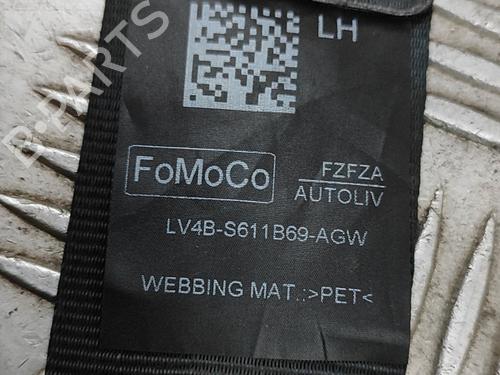 LH
FoMoCo
FZFZA
AUTOLIV
LV4B-S611B69-AGW
WEBBING MAT.:>PET<
B-PARTS